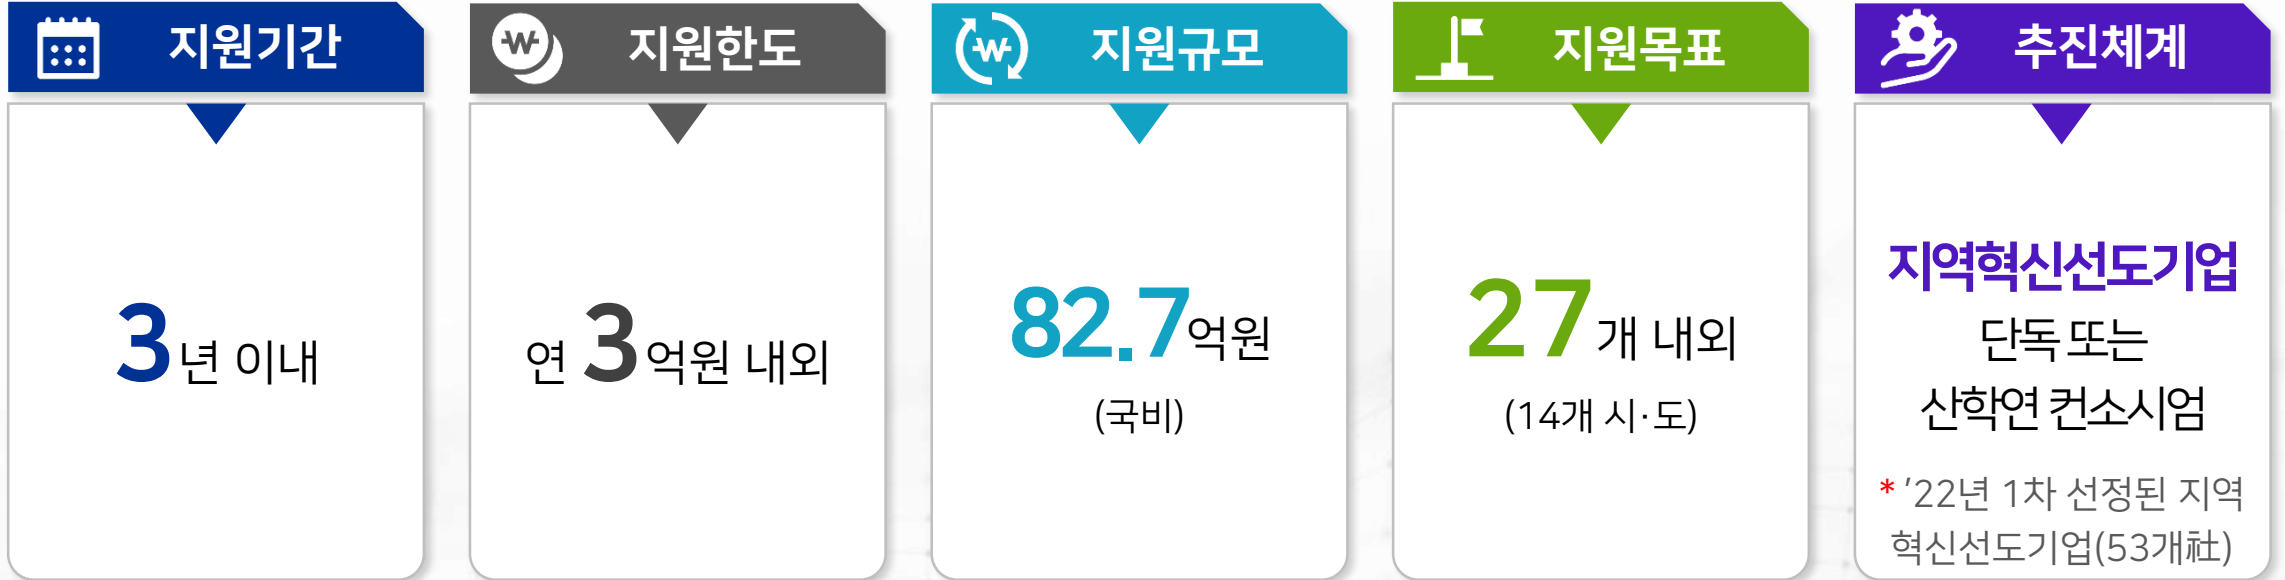 지원기간
3년 이내
지원한도
연 3억원 내외
지원규모
82.7억원
(국비)
지원목표
27개 내외
(14개 시·도)
추진체계
지역혁신선도기업
단독 또는
산학연 컨소시엄
* ’22년 1차 선정된 지역
혁신선도기업(53개社)